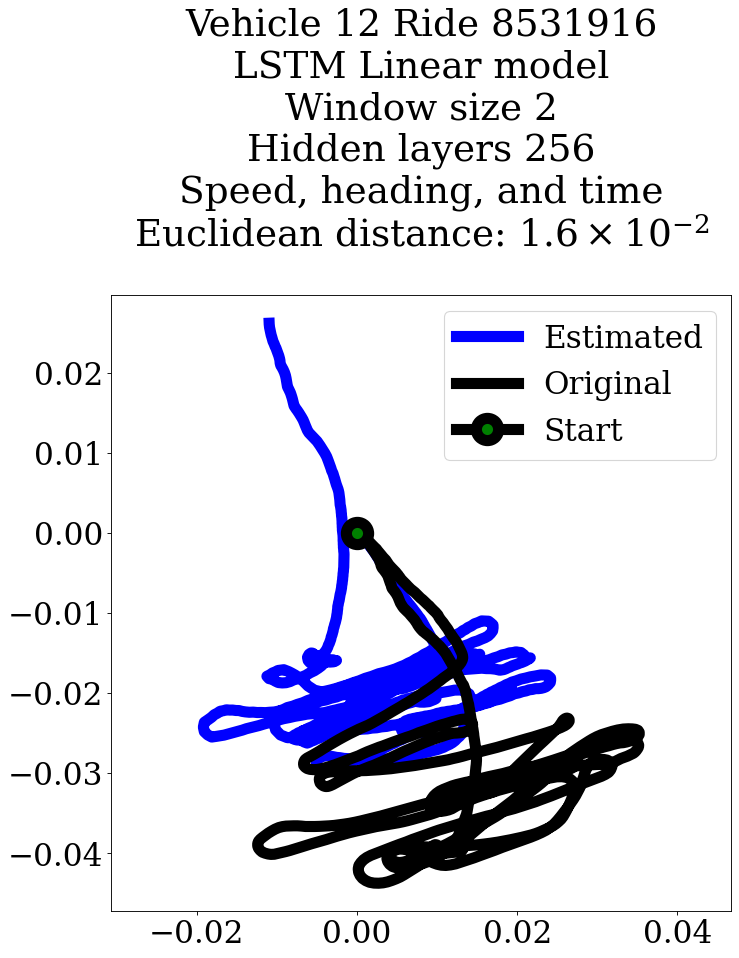 Vehicle 12 Ride 8531916
LSTM Linear model
Window size 2
Hidden layers 256
Speed, heading, and time
Euclidean distance: 1.6 × 10⁻²
Estimated
Original
Start
0.02
0.01
0.00
−0.01
−0.02
−0.03
−0.04
−0.02
0.00
0.02
0.04